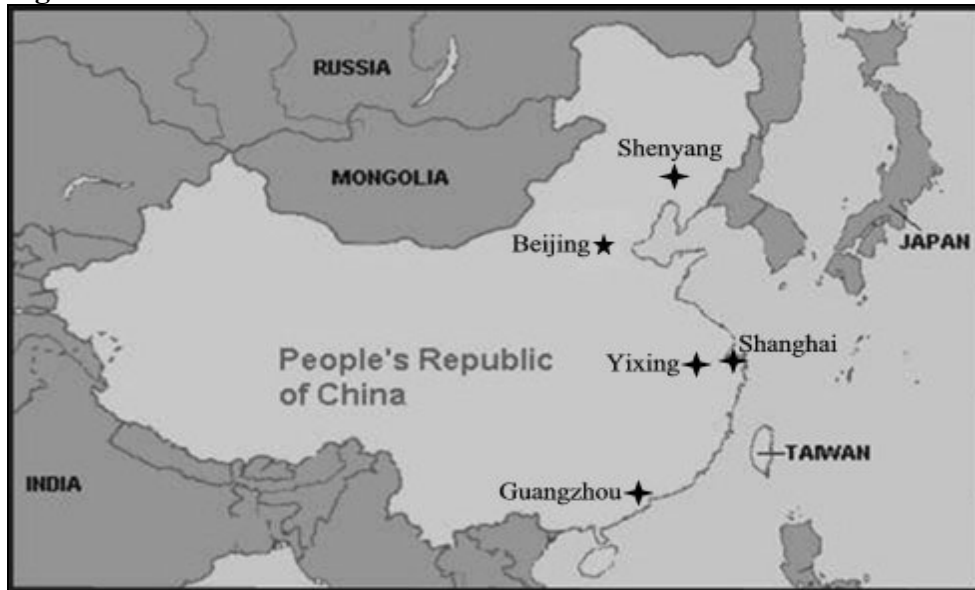 RUSSIA
Shenyang
MONGOLIA
Beijing
JAPAN
Shanghai
Yixing
People's Republic
of China
TAIWAN
INDIA
Guangzhou